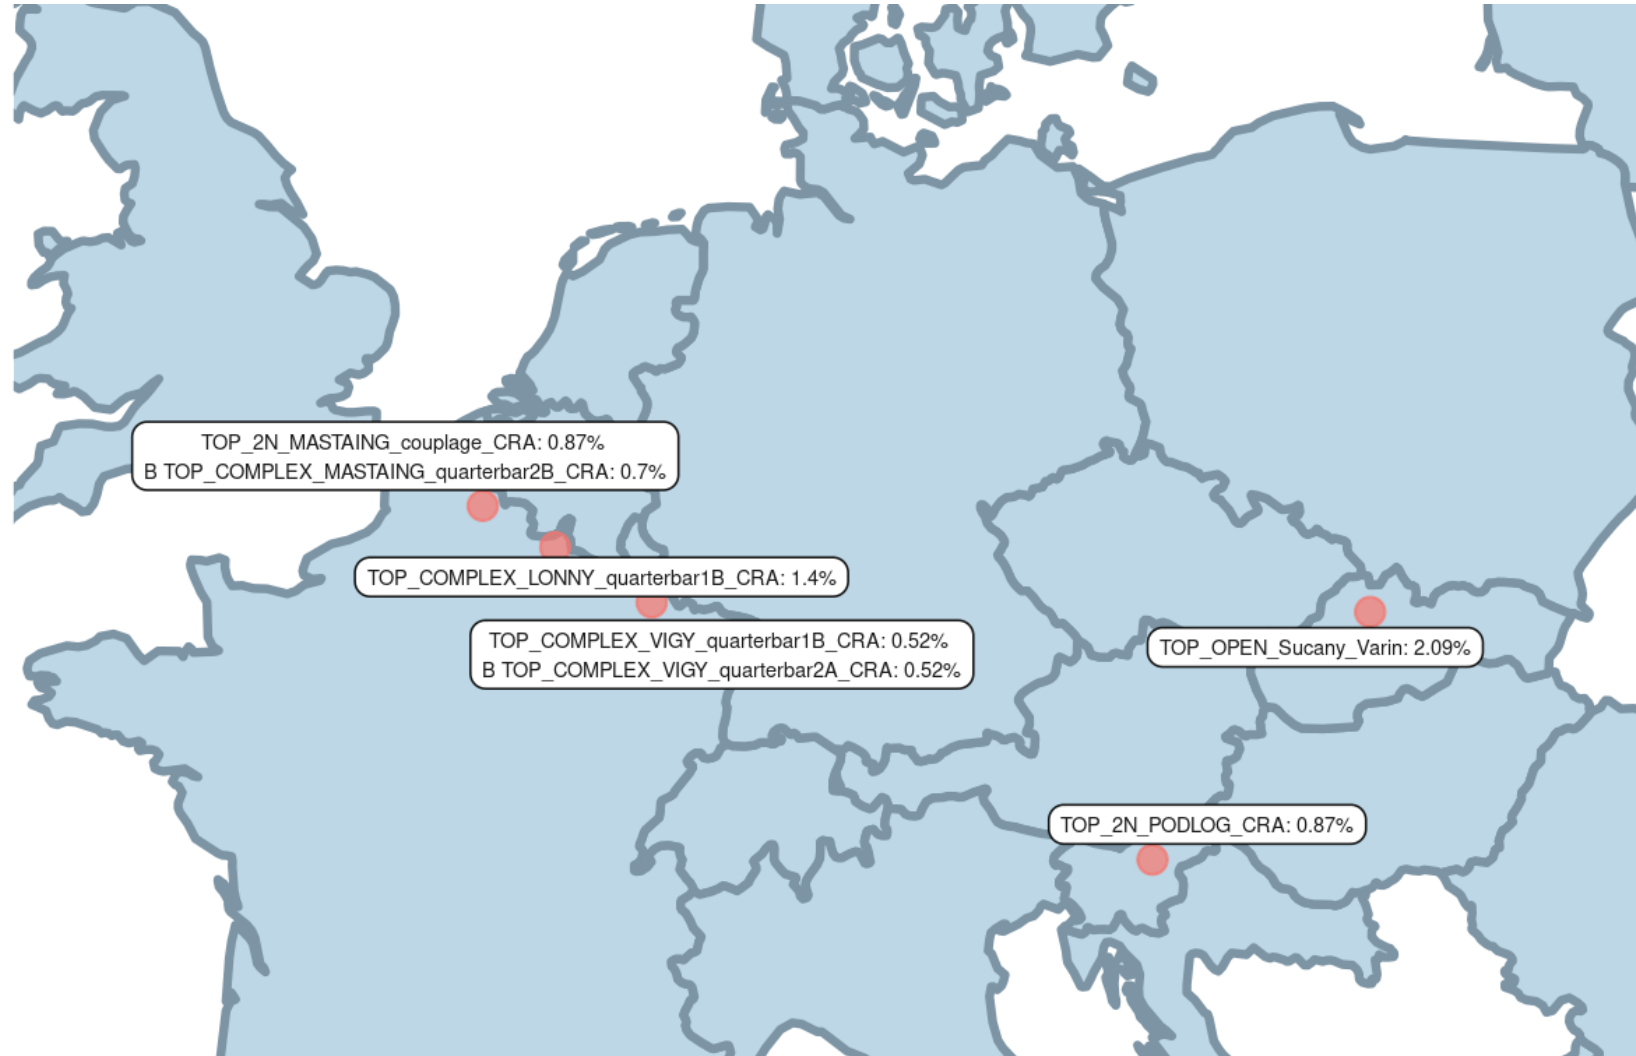 TOP_2N_MASTAING_couplage_CRA: 0.87%
B TOP_COMPLEX_MASTAING_quarterbar2B_CRA: 0.7%
TOP_COMPLEX_LONNY_quarterbar1B_CRA: 1.4%
TOP_COMPLEX_VIGY_quarterbar1B_CRA: 0.52%
B TOP_COMPLEX_VIGY_quarterbar2A_CRA: 0.52%
TOP_OPEN_Sucany_Varin: 2.09%
TOP_2N_PODLOG_CRA: 0.87%